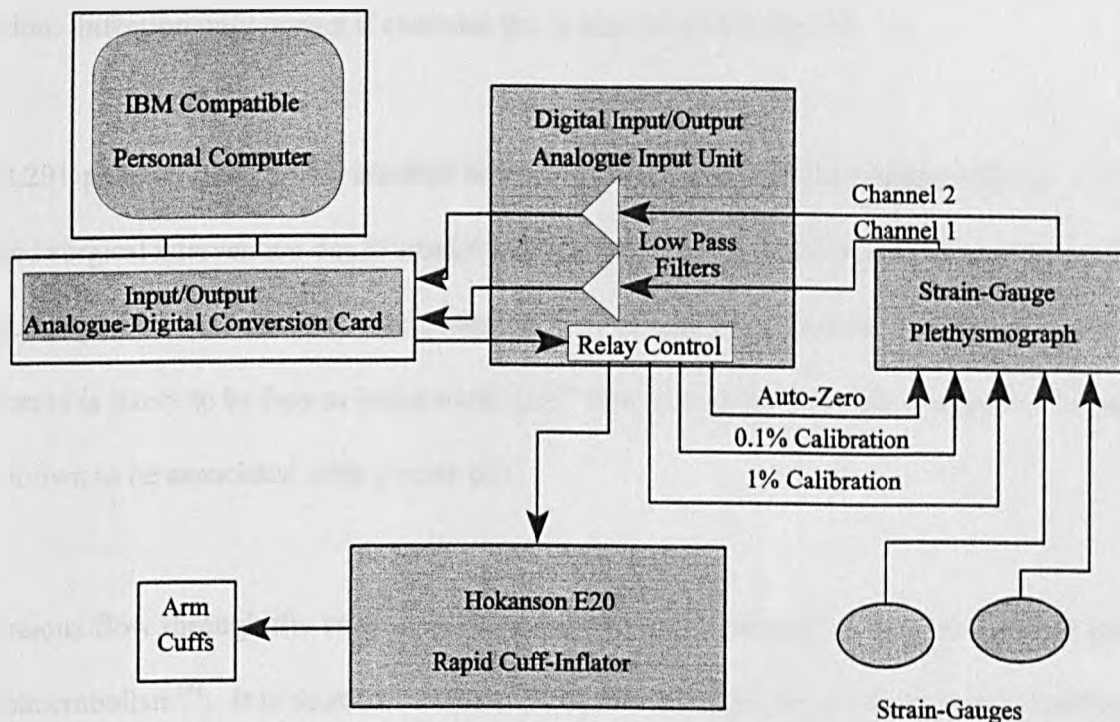 IBM Compatible
Personal Computer
Digital Input/Output
Analogue Input Unit
Channel 2
Channel 1
Low Pass
Filters
Input/Output
Analogue-Digital Conversion Card
Strain-Gauge
Plethysmograph
Relay Control
Auto-Zero
0.1% Calibration
1% Calibration
Arm
Cuffs
Hokanson E20
Rapid Cuff-Inflator
Strain-Gauges